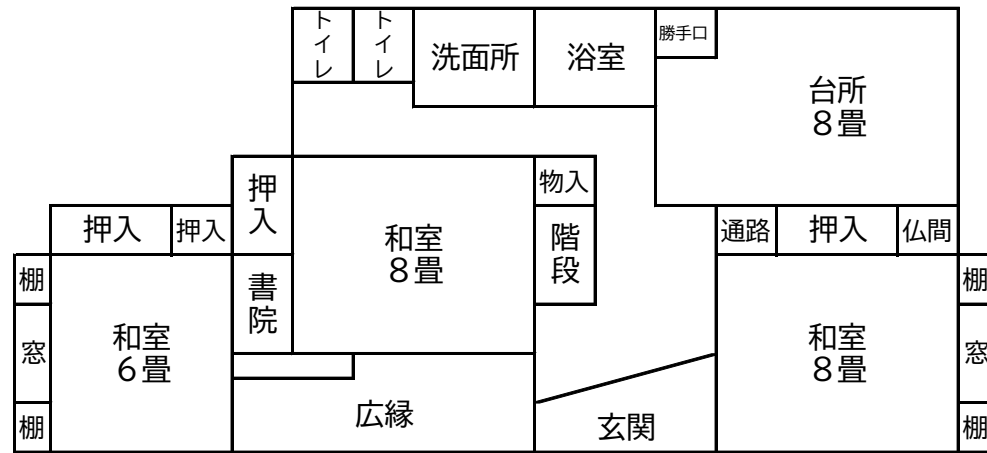 トイレ
トイレ
洗面所
浴室
勝手口
台所
８畳
押入
物入
押入
押入
和室
８畳
階段
通路
押入
仏間
棚
書院
棚
和室
６畳
窓
和室
８畳
窓
棚
広縁
玄関
棚